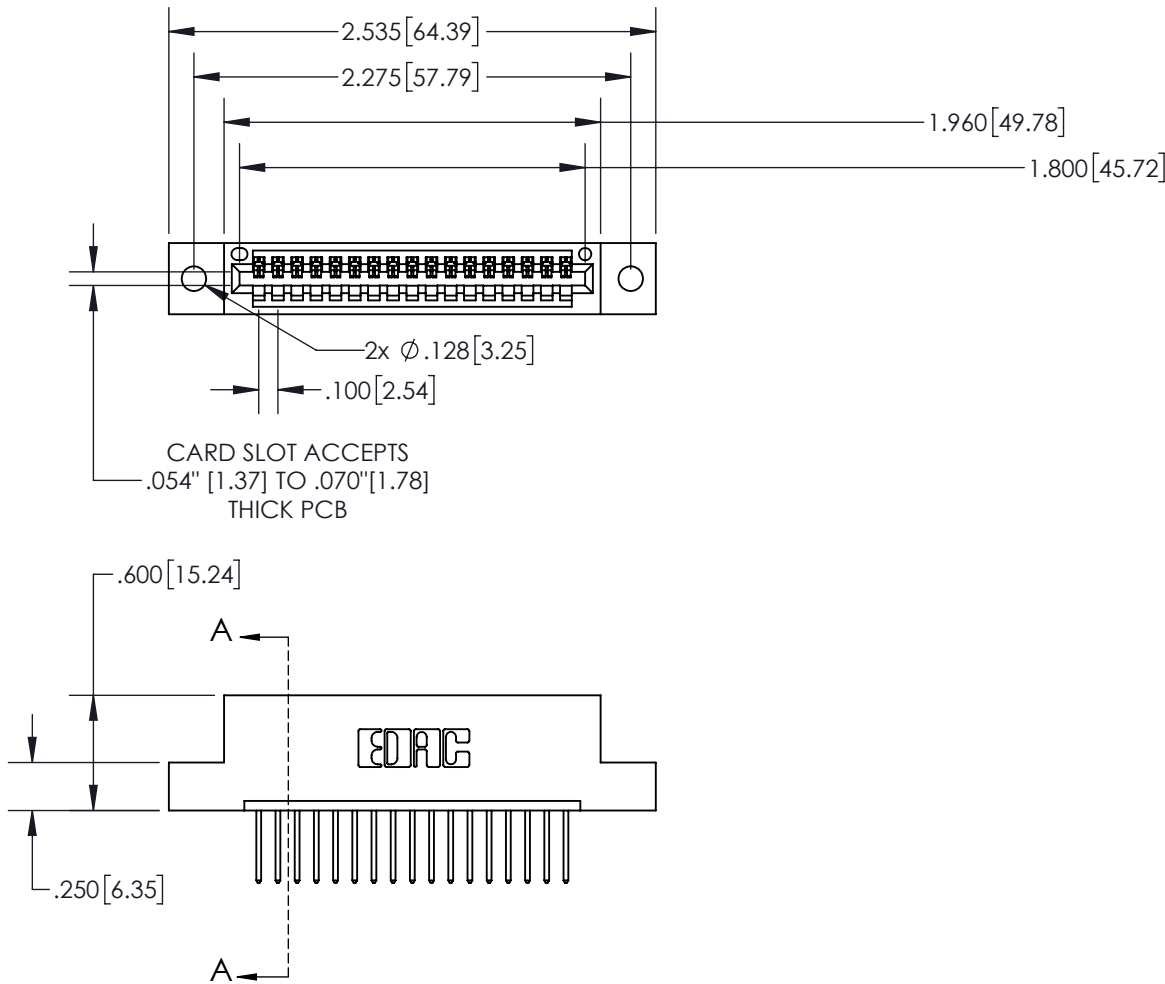 2.535[64.39]
2.275[57.79]
1.960[49.78]
1.800[45.72]
2x Ø.128[3.25]
.100[2.54]
CARD SLOT ACCEPTS
.054" [1.37] TO .070"[1.78]
THICK PCB
.600[15.24]
A
EDAC
.250[6.35]
A